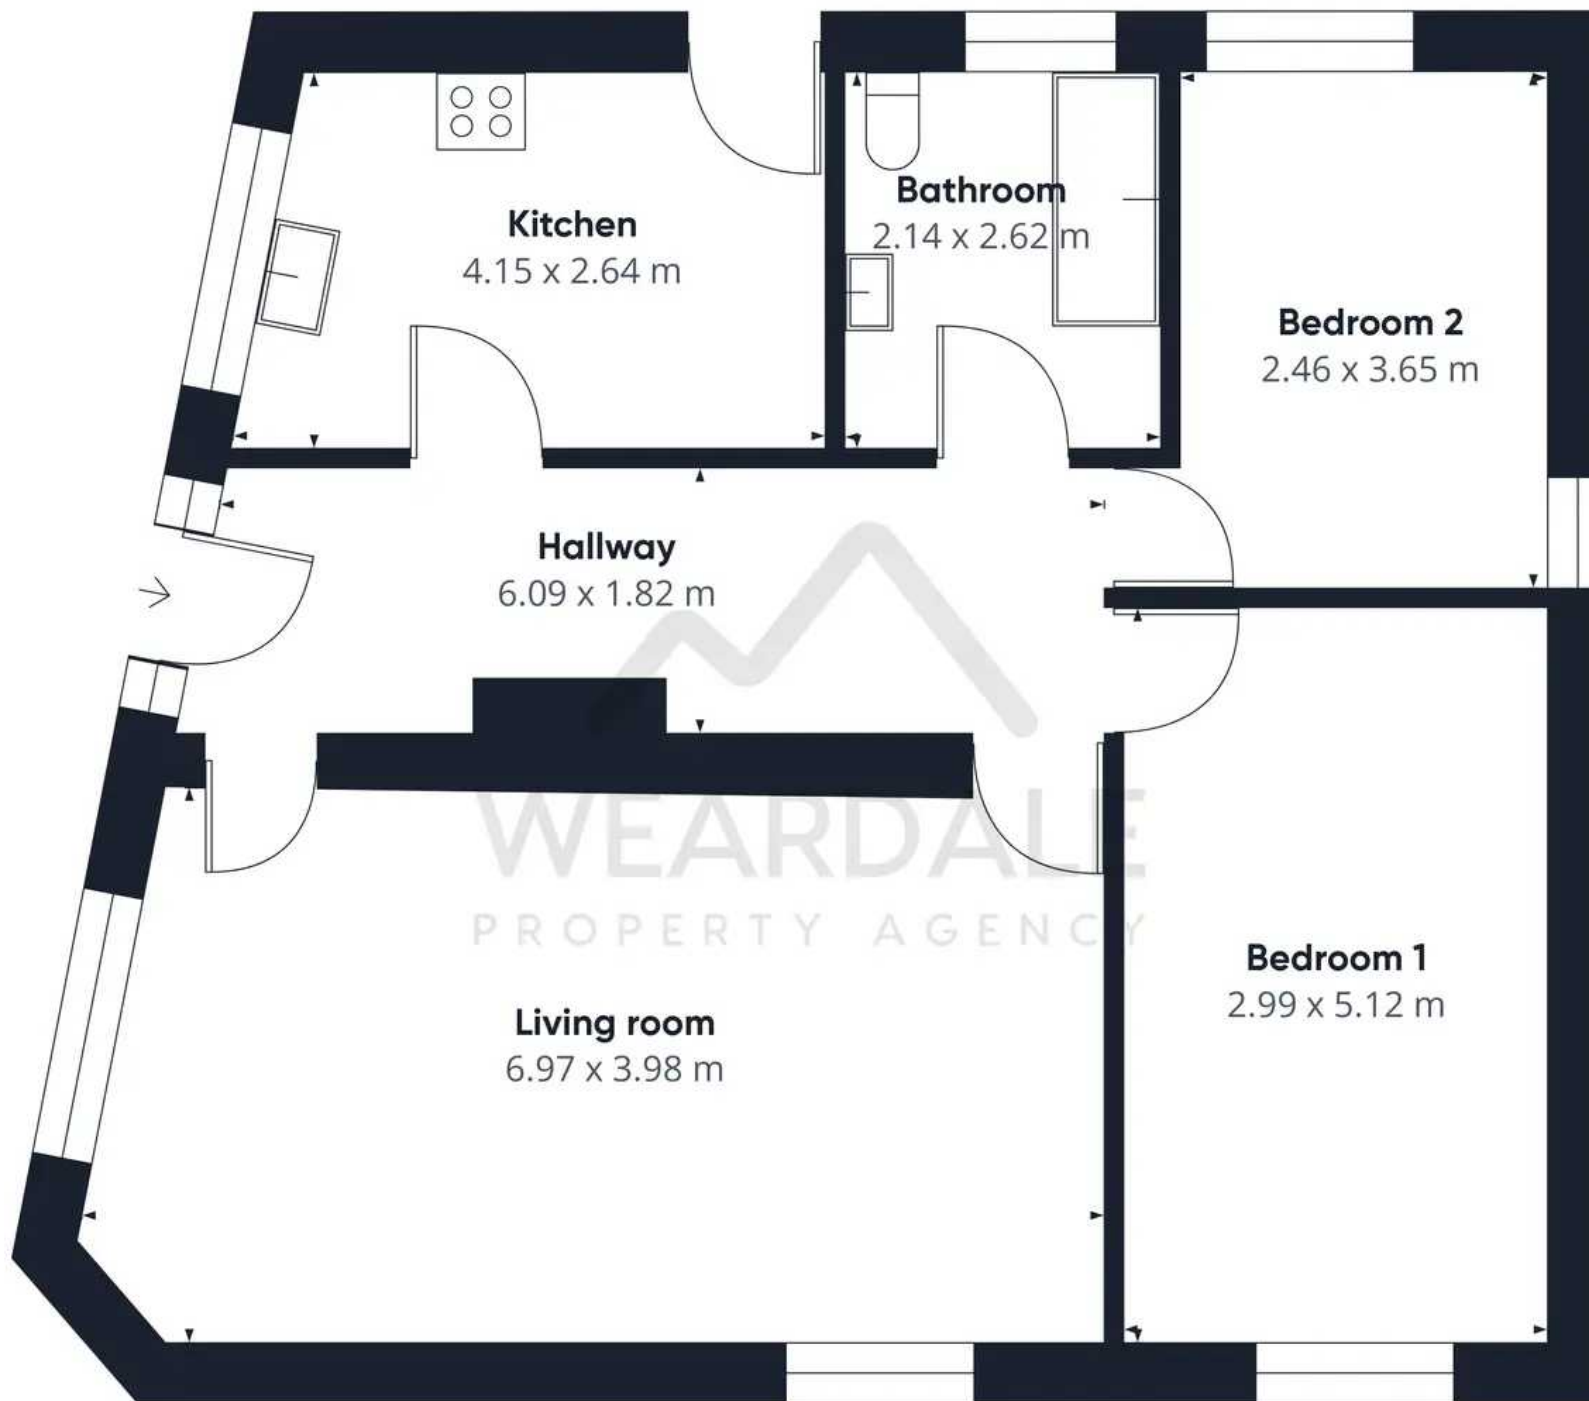 Kitchen
4.15 x 2.64 m
Bathroom
2.14 x 2.62 m
Bedroom 2
2.46 x 3.65 m
Hallway
6.09 x 1.82 m
WEARDALE
PROPERTY AGENCY
Living room
6.97 x 3.98 m
Bedroom 1
2.99 x 5.12 m